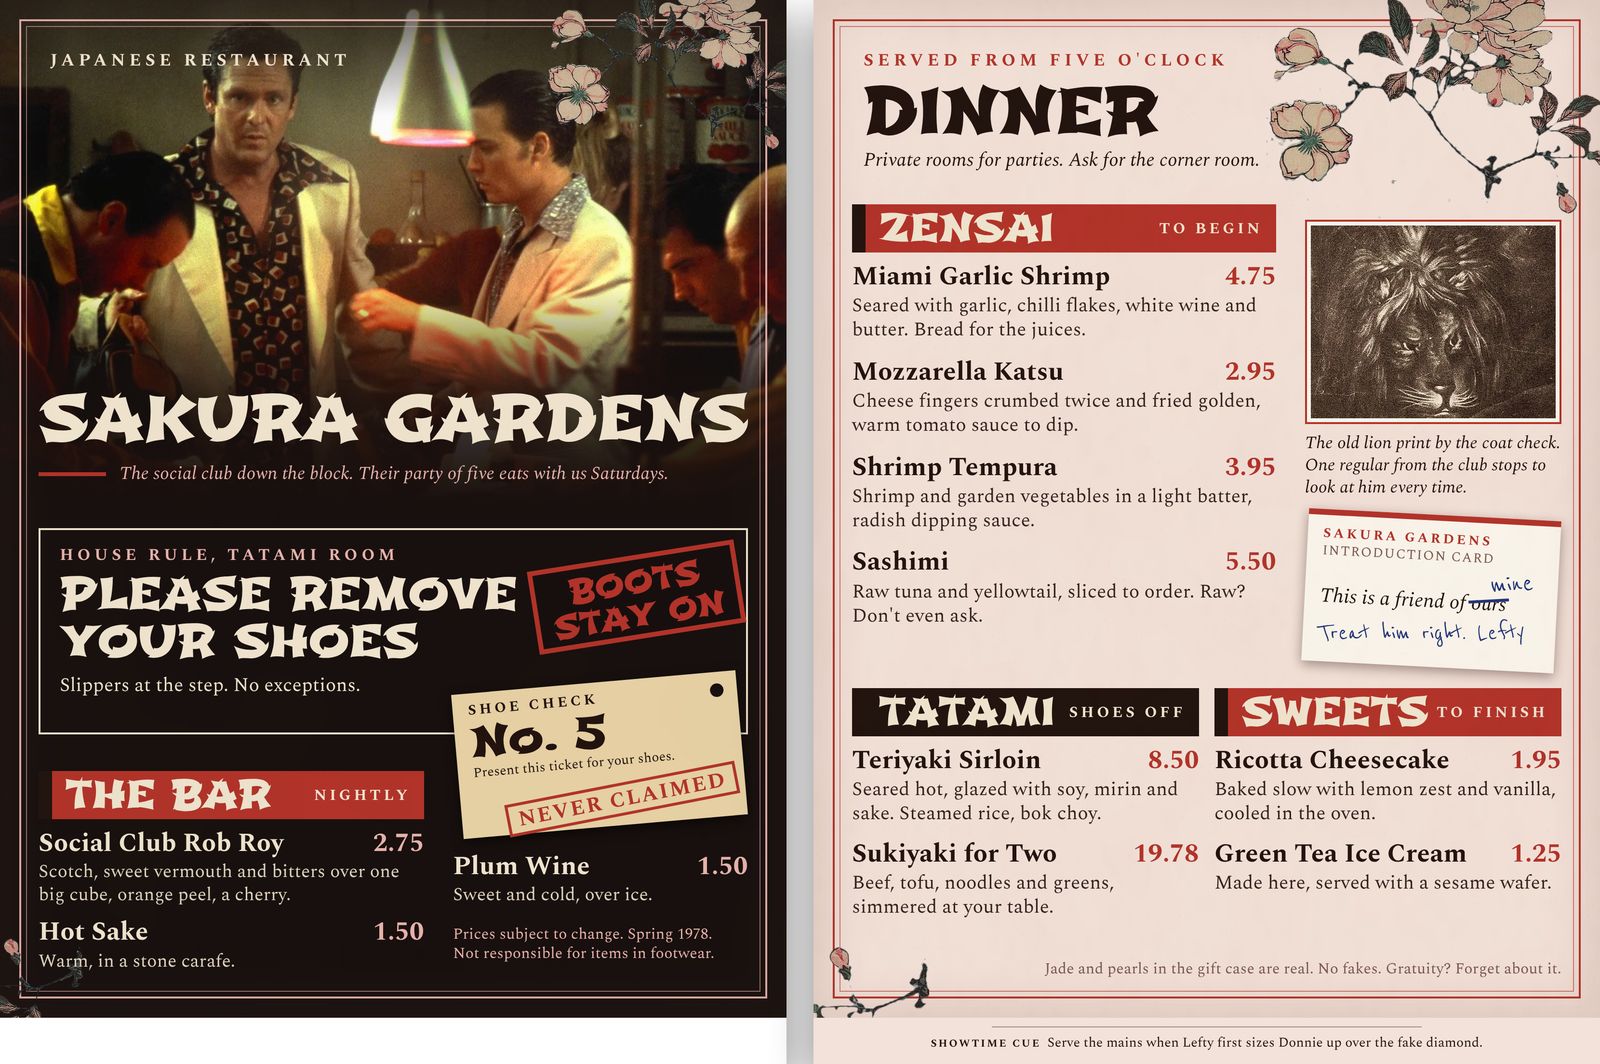 JAPANESE RESTAURANT
SAKURA GARDENS
The social club down the block. Their party of five eats with us Saturdays.
HOUSE RULE, TATAMI ROOM
PLEASE REMOVE
YOUR SHOES
Slippers at the step. No exceptions.
BOOTS
STAY ON
SHOE CHECK
No. 5
Present this ticket for your shoes.
NEVER CLAIMED
THE BAR NIGHTLY
Social Club Rob Roy 2.75
Scotch, sweet vermouth and bitters over one
big cube, orange peel, a cherry.
Hot Sake 1.50
Warm, in a stone carafe.
Plum Wine 1.50
Sweet and cold, over ice.
Prices subject to change. Spring 1978.
Not responsible for items in footwear.
SERVED FROM FIVE O'CLOCK
DINNER
Private rooms for parties. Ask for the corner room.
ZENSAI TO BEGIN
Miami Garlic Shrimp 4.75
Seared with garlic, chilli flakes, white wine and
butter. Bread for the juices.
Mozzarella Katsu 2.95
Cheese fingers crumbed twice and fried golden,
warm tomato sauce to dip.
Shrimp Tempura 3.95
Shrimp and garden vegetables in a light batter,
radish dipping sauce.
Sashimi 5.50
Raw tuna and yellowtail, sliced to order. Raw?
Don't even ask.
The old lion print by the coat check.
One regular from the club stops to
look at him every time.
SAKURA GARDENS
INTRODUCTION CARD
mine
This is a friend of ours
Treat him right. Lefty
TATAMI SHOES OFF
Teriyaki Sirloin 8.50
Seared hot, glazed with soy, mirin and
sake. Steamed rice, bok choy.
Sukiyaki for Two 19.78
Beef, tofu, noodles and greens,
simmered at your table.
SWEETS TO FINISH
Ricotta Cheesecake 1.95
Baked slow with lemon zest and vanilla,
cooled in the oven.
Green Tea Ice Cream 1.25
Made here, served with a sesame wafer.
Jade and pearls in the gift case are real. No fakes. Gratuity? Forget about it.
SHOWTIME CUE Serve the mains when Lefty first sizes Donnie up over the fake diamond.